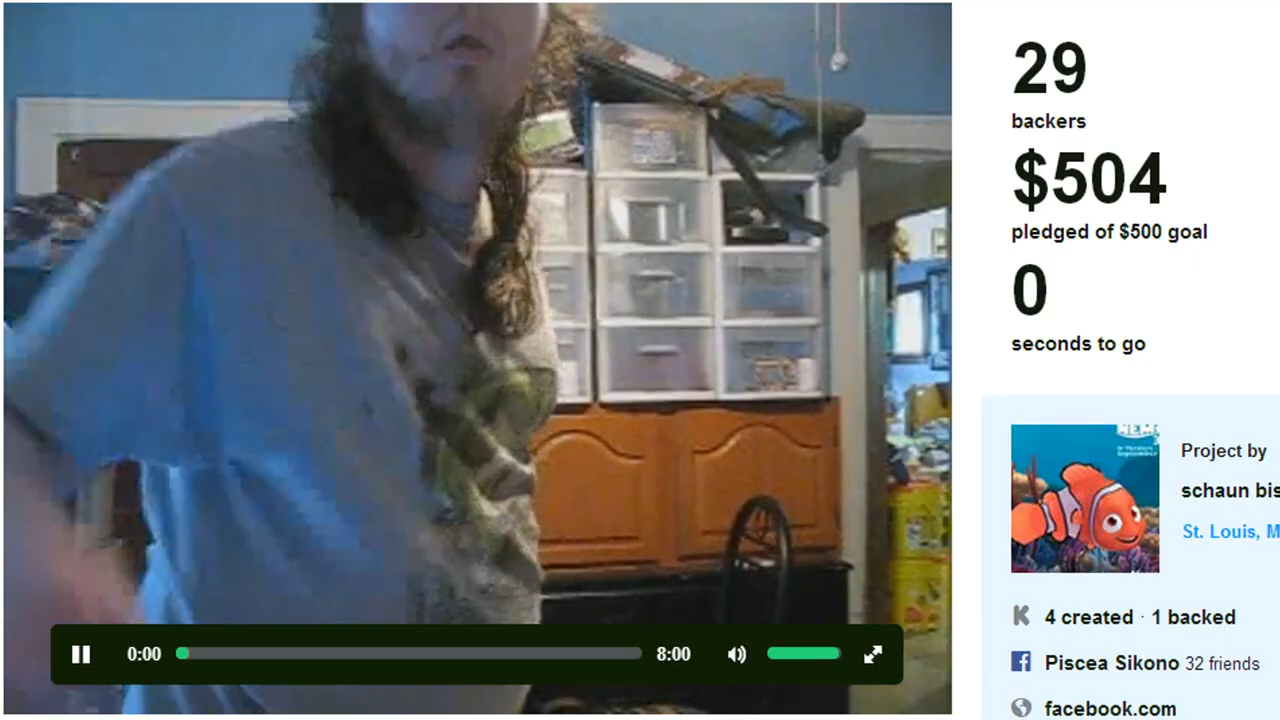 29
backers
$504
pledged of $500 goal
0
seconds to go
Project by
schaun bis
St. Louis, M
4 created · 1 backed
Piscea Sikono 32 friends
facebook.com
0:00
8:00